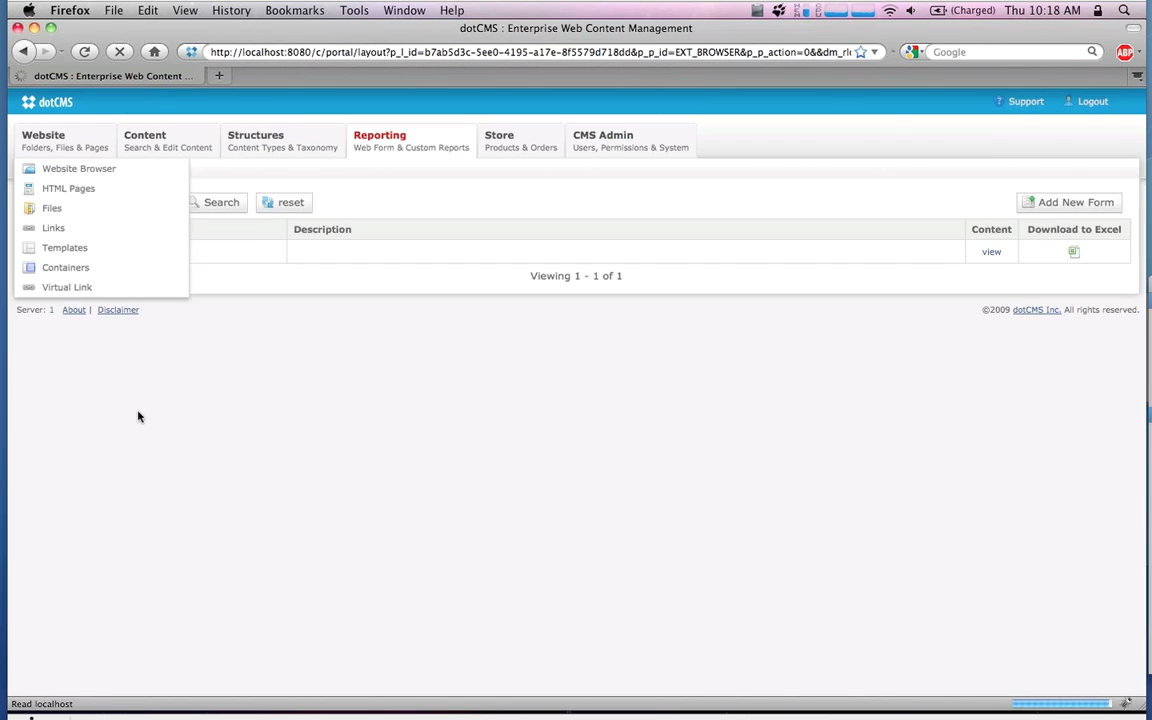 Firefox File Edit View History Bookmarks Tools Window Help (Charged) Thu 10:18 AM
dotCMS : Enterprise Web Content Management
http://localhost:8080/c/portal/layout?p_l_id=b7ab5d3c-5ee0-4195-a17e-8f5579d718dd&p_p_id=EXT_BROWSER&p_p_action=0&&dm_rlo Google ABP
dotCMS : Enterprise Web Content ...
dotCMS Support Logout
Website Content Structures Reporting Store CMS Admin
Folders, Files & Pages Search & Edit Content Content Types & Taxonomy Web Form & Custom Reports Products & Orders Users, Permissions & System
Website Browser
HTML Pages
Files Search reset Add New Form
Links Description Content Download to Excel
Templates view
Containers Viewing 1 - 1 of 1
Virtual Link
Server: 1 About | Disclaimer ©2009 dotCMS Inc. All rights reserved.
Read localhost